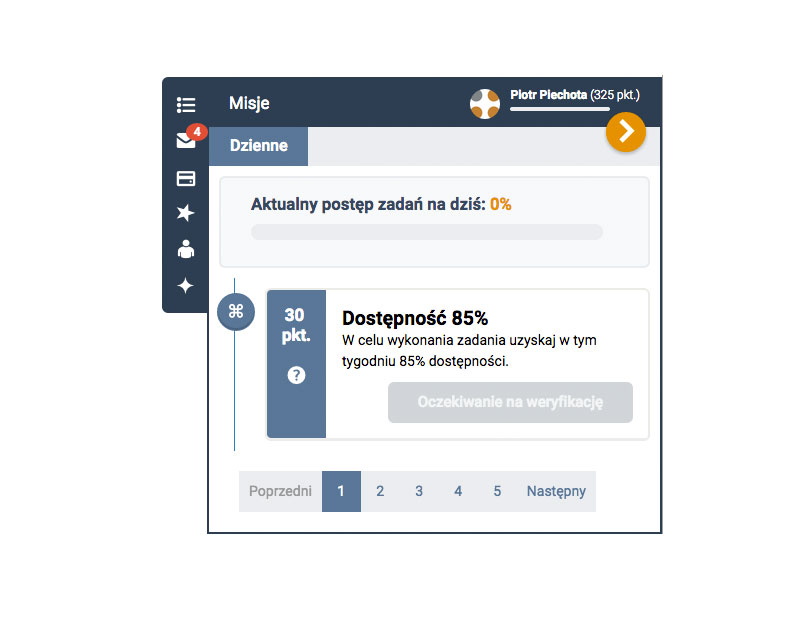 Misje
Piotr Piechota (325 pkt.)
4
Dzienne
Aktualny postęp zadań na dziś: 0%
30
pkt.
?
Dostępność 85%
W celu wykonania zadania uzyskaj w tym
tygodniu 85% dostępności.
Oczekiwanie na weryfikację
Poprzedni 1 2 3 4 5 Następny